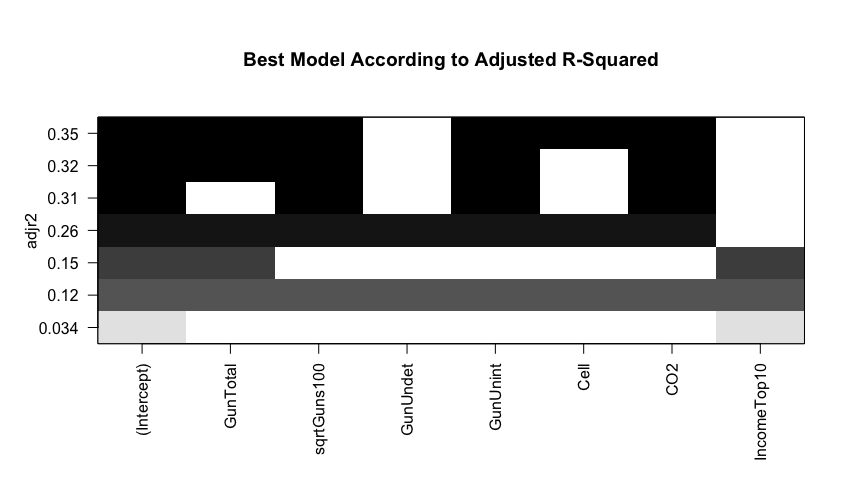 Best Model According to Adjusted R-Squared
adjr2
0.35
0.32
0.31
0.26
0.15
0.12
0.034
(Intercept)
GunTotal
sqrtGuns100
GunUndet
GunUnint
Cell
CO2
IncomeTop10